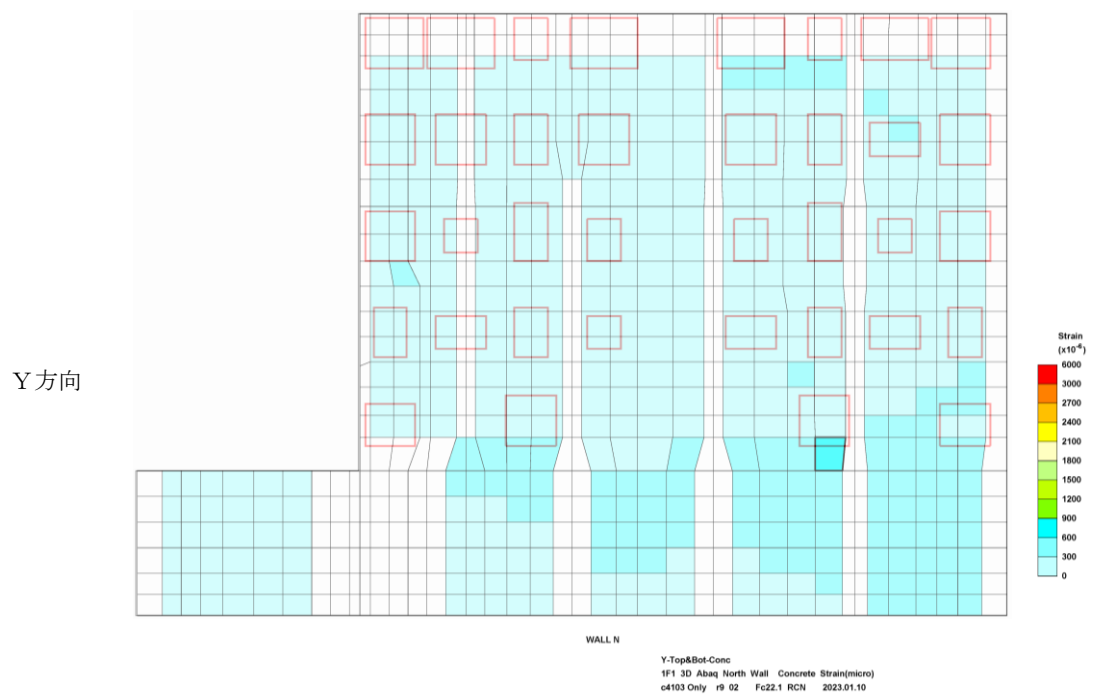 Y方向
Strain
(x10⁻⁶)
6000
3000
2700
2400
2100
1800
1500
1200
900
600
300
0
WALL N
Y-Top&Bot-Conc
1F1 3D Abaq North Wall Concrete Strain(micro)
c4103 Only r9 02 Fc22.1 RCN 2023.01.10